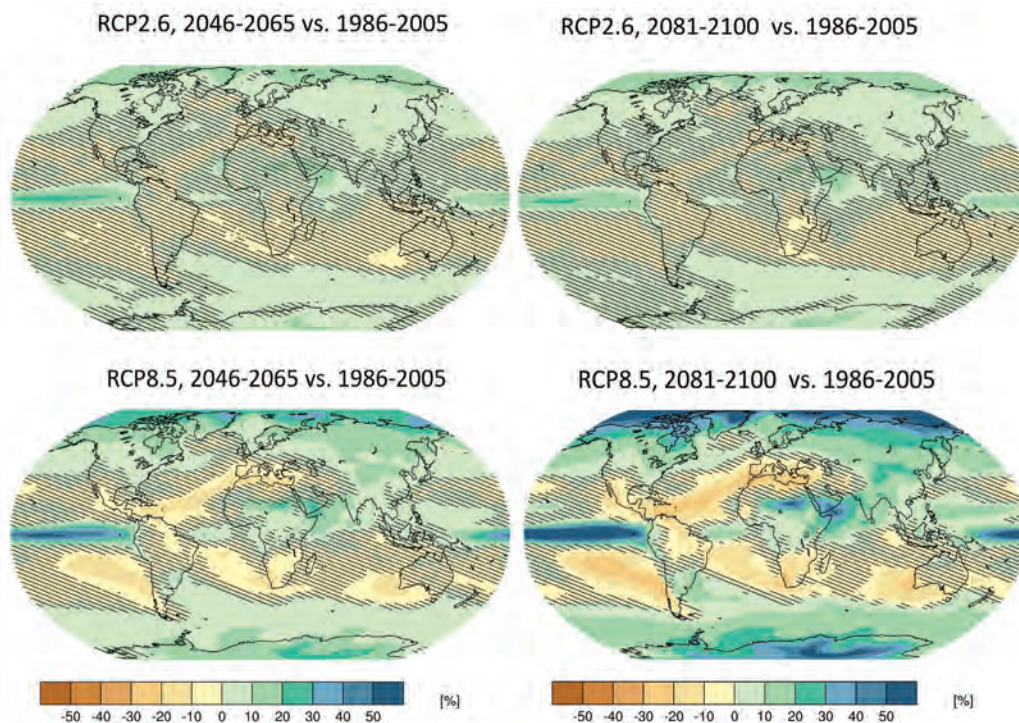 RCP2.6, 2046-2065 vs. 1986-2005
RCP2.6, 2081-2100 vs. 1986-2005
RCP8.5, 2046-2065 vs. 1986-2005
RCP8.5, 2081-2100 vs. 1986-2005
-50 -40 -30 -20 -10 0 10 20 30 40 50 [%]
-50 -40 -30 -20 -10 0 10 20 30 40 50 [%]